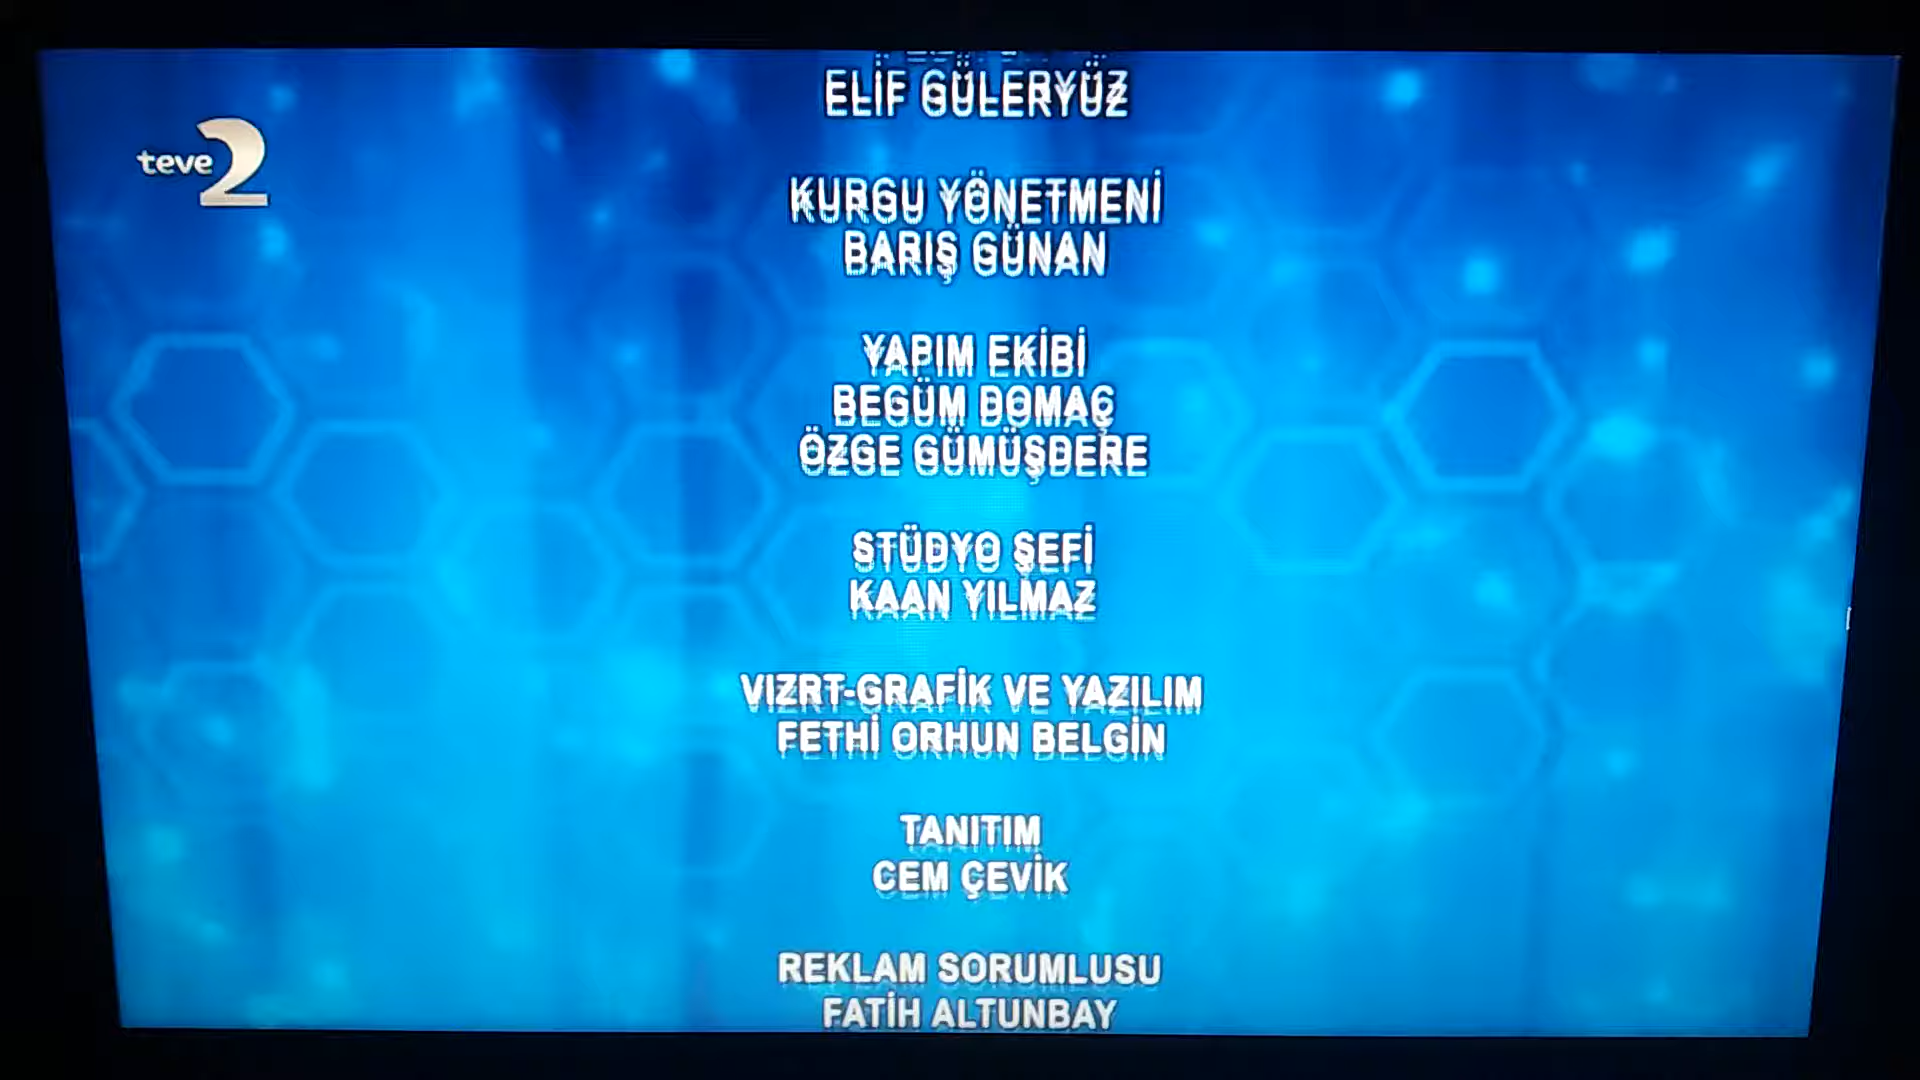 teve2
ELİF GÜLERYÜZ
KURGU YÖNETMENİ
BARIŞ GÜNAN
YAPIM EKİBİ
BEGÜM DOMAÇ
ÖZGE GÜMÜŞDERE
STÜDYO ŞEFİ
KAAN YILMAZ
VIZRT-GRAFİK VE YAZILIM
FETHİ ORHUN BELGİN
TANITIM
CEM ÇEVİK
REKLAM SORUMLUSU
FATİH ALTUNBAY